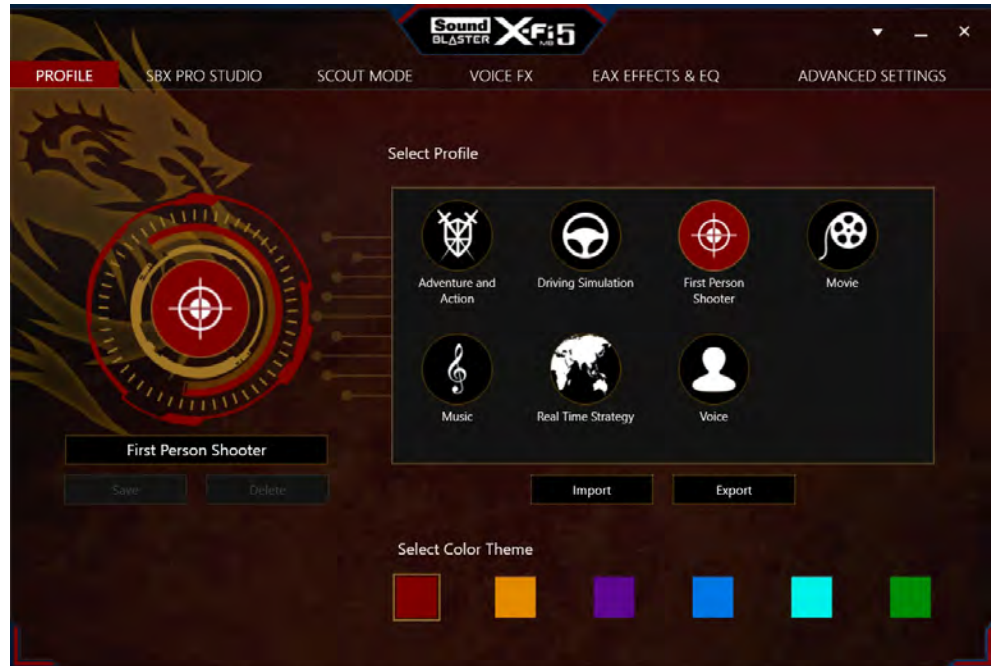 Sound BLASTER X-Fi MB 5
PROFILE SBX PRO STUDIO SCOUT MODE VOICE FX EAX EFFECTS & EQ ADVANCED SETTINGS
Select Profile
Adventure and Action
Driving Simulation
First Person Shooter
Movie
Music
Real Time Strategy
Voice
First Person Shooter
Save Delete
Import Export
Select Color Theme